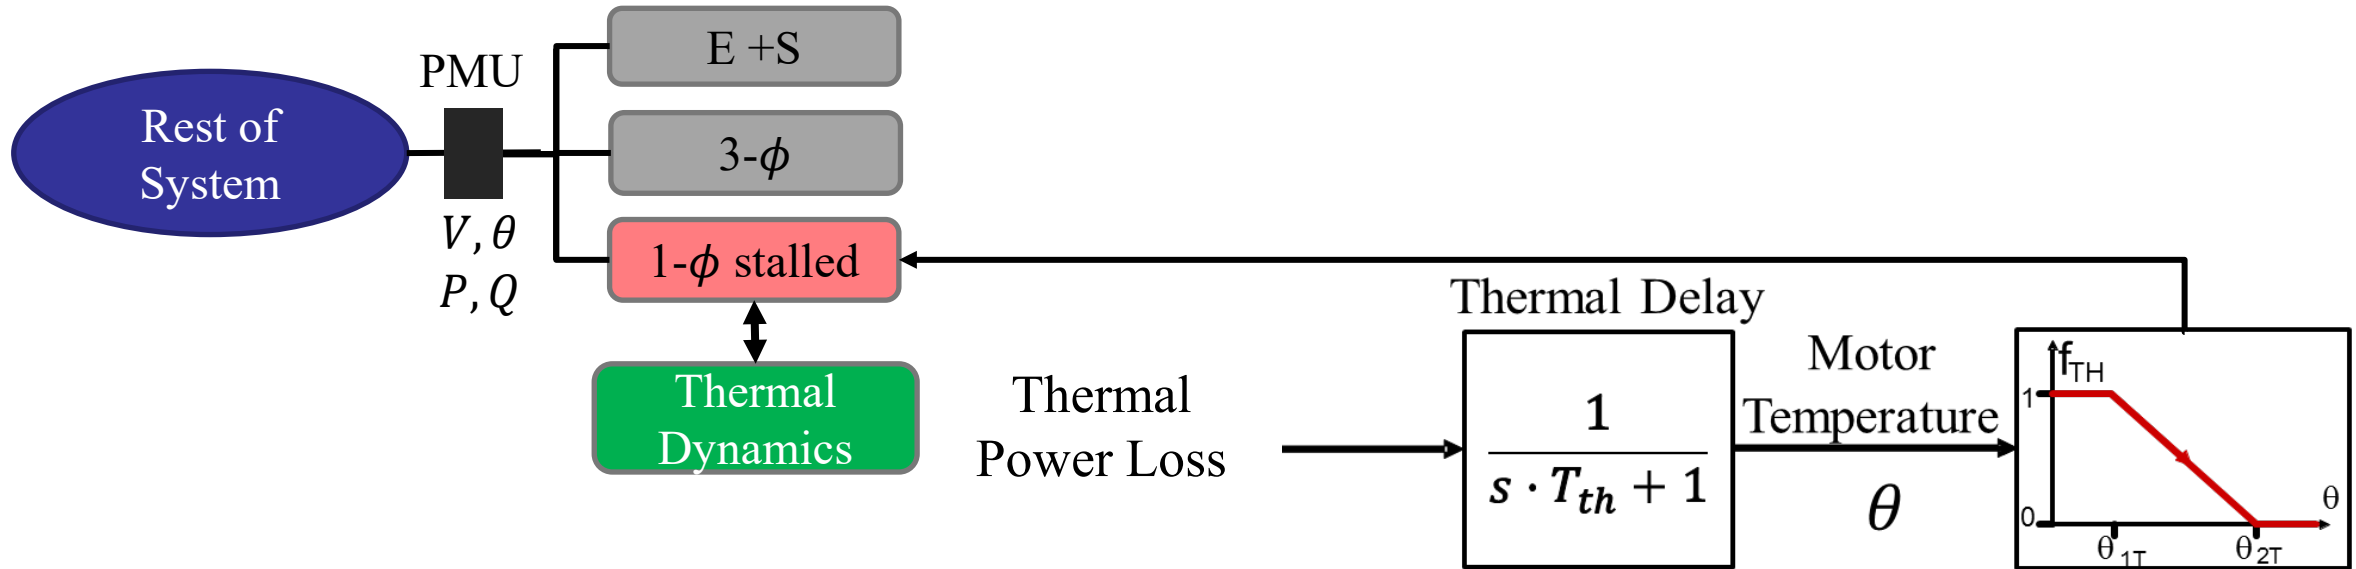 E +S
PMU
Rest of
System
3-ϕ
V, θ
P, Q
1-ϕ stalled
Thermal
Dynamics
Thermal
Power Loss
Thermal Delay
1
s · Tth + 1
Motor
Temperature
θ
fTH
1
0
θ
θ1T
θ2T